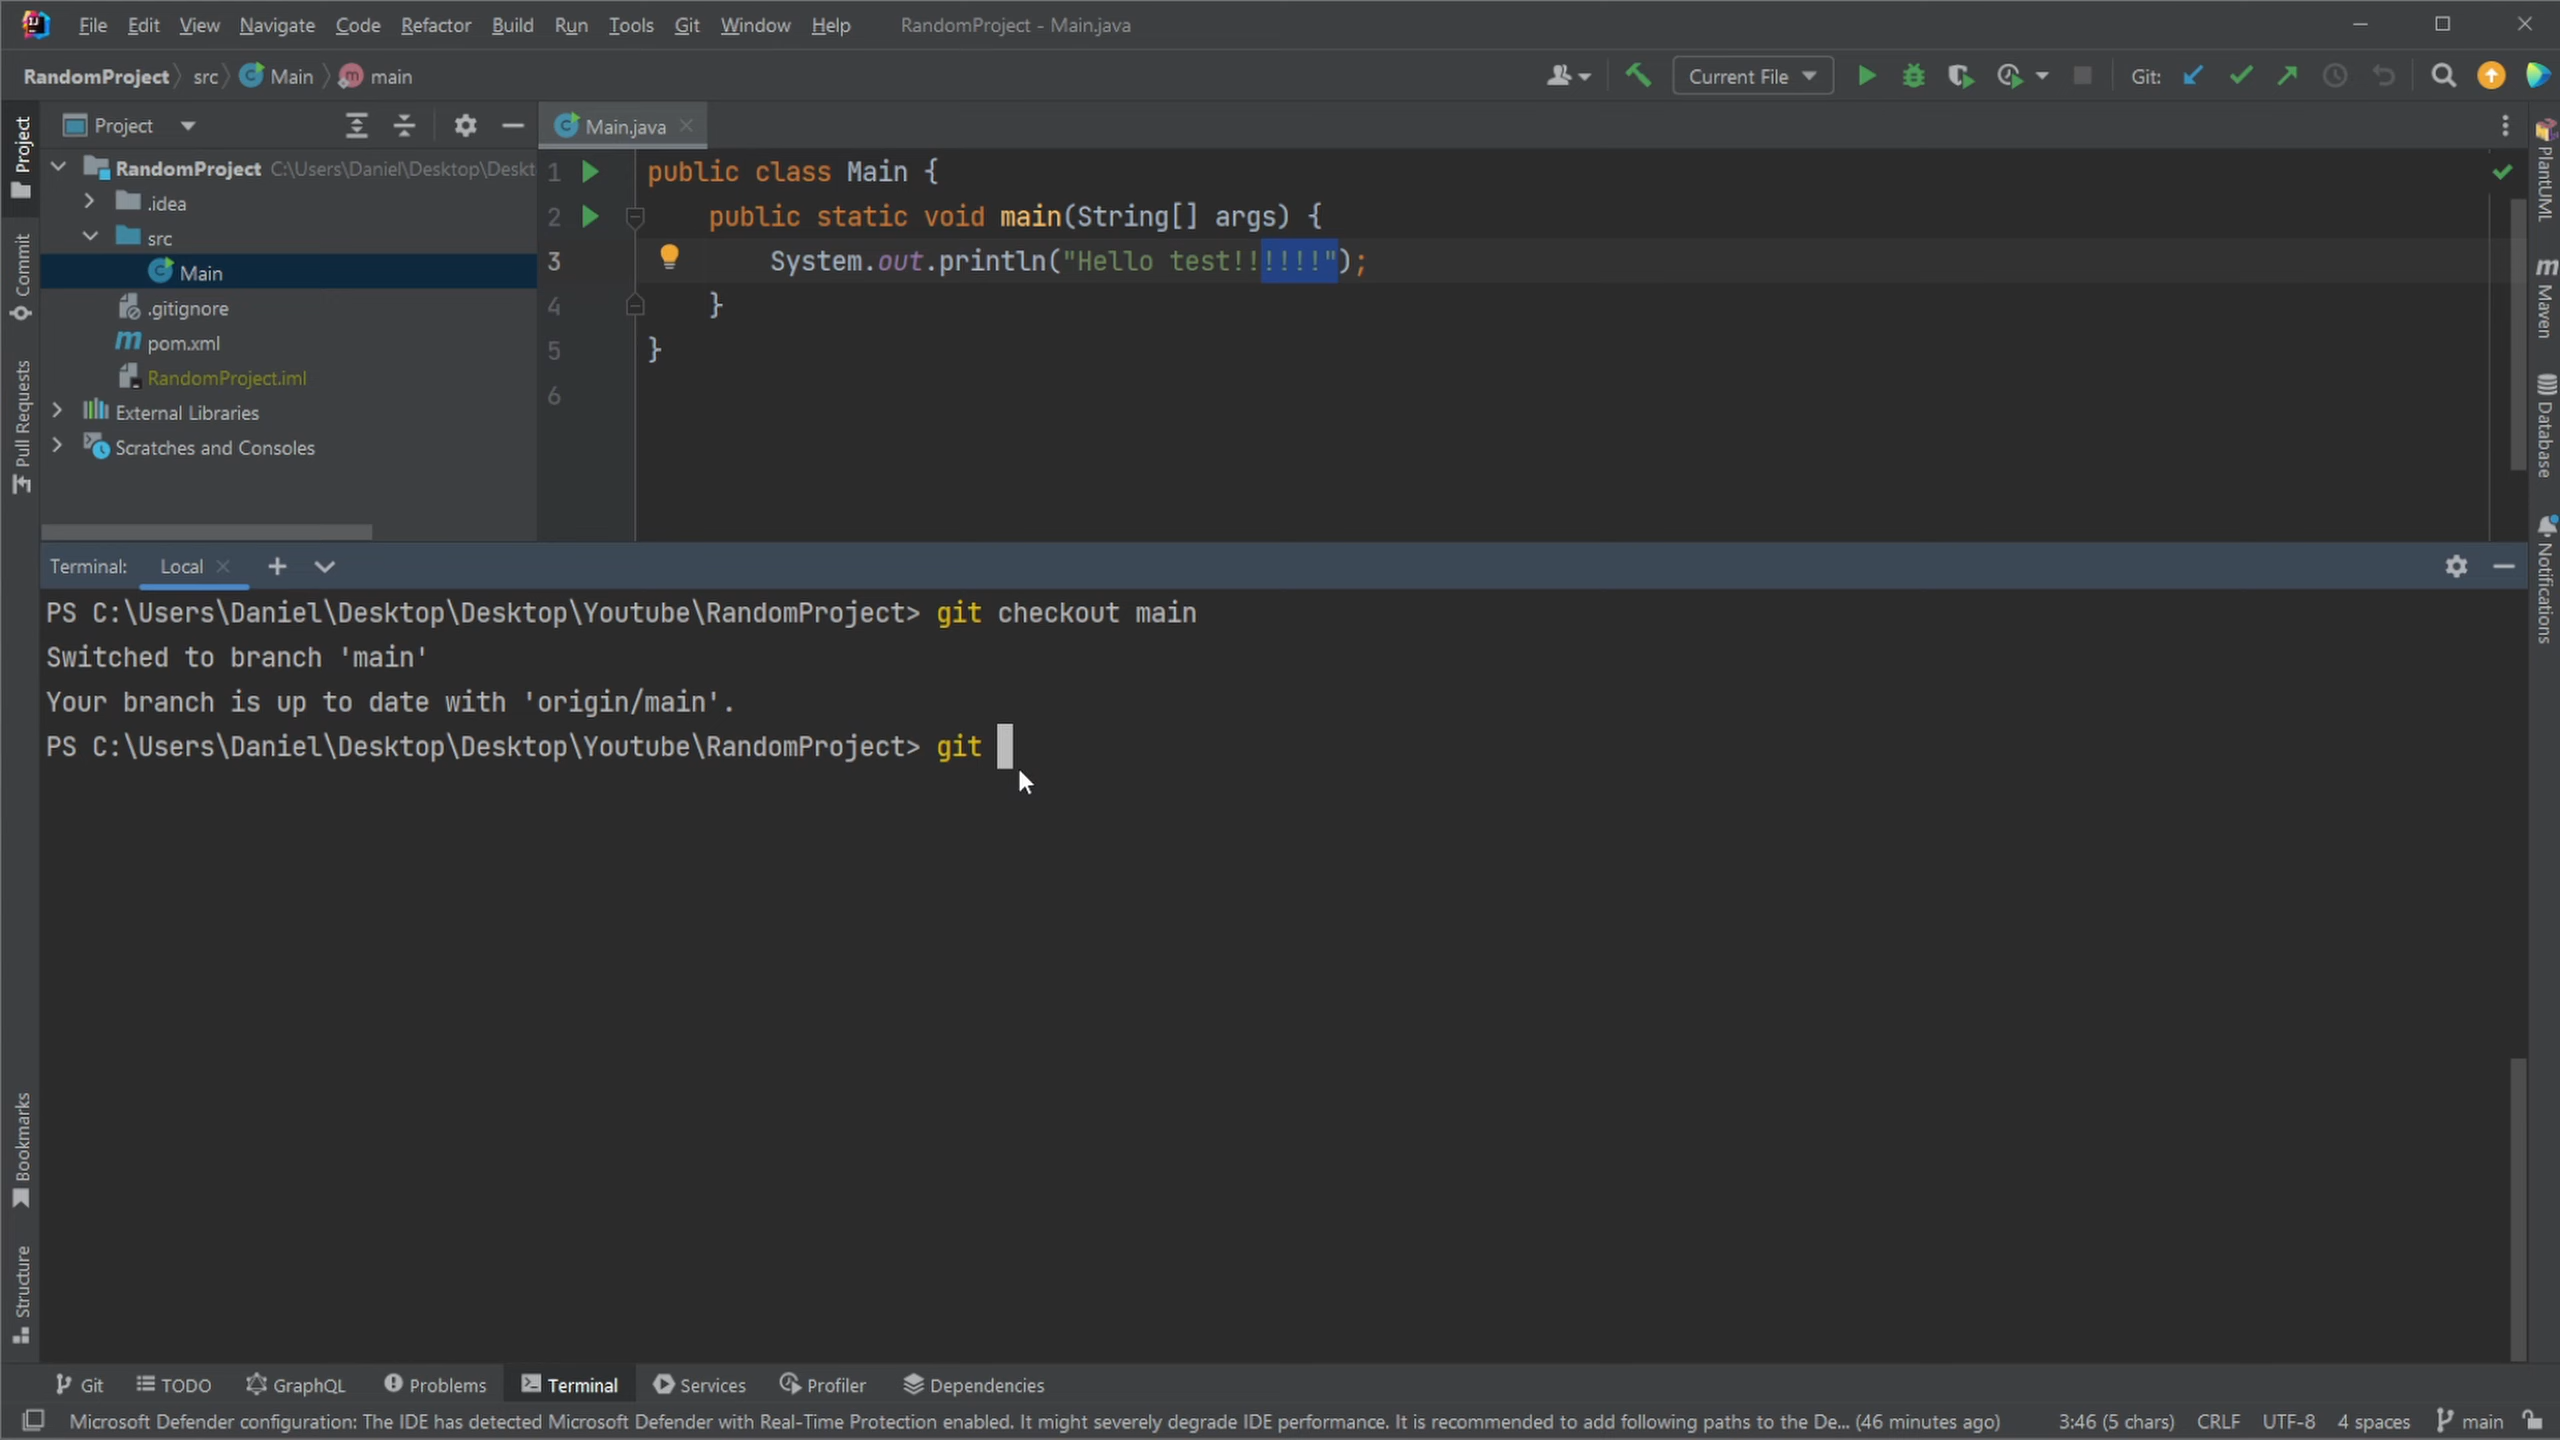 File Edit View Navigate Code Refactor Build Run Tools Git Window Help RandomProject - Main.java
RandomProject src Main main
Current File Git:
Project
Main.java
RandomProject C:\Users\Daniel\Desktop\Deskt
.idea
src
Main
.gitignore
pom.xml
RandomProject.iml
External Libraries
Scratches and Consoles
1 public class Main {
2 public static void main(String[] args) {
3 System.out.println("Hello test!!!!!!");
4 }
5 }
6
Project
Commit
Pull Requests
Bookmarks
Structure
PlantUML
Maven
Database
Notifications
Terminal: Local
PS C:\Users\Daniel\Desktop\Desktop\Youtube\RandomProject> git checkout main
Switched to branch 'main'
Your branch is up to date with 'origin/main'.
PS C:\Users\Daniel\Desktop\Desktop\Youtube\RandomProject> git
Git TODO GraphQL Problems Terminal Services Profiler Dependencies
Microsoft Defender configuration: The IDE has detected Microsoft Defender with Real-Time Protection enabled. It might severely degrade IDE performance. It is recommended to add following paths to the De... (46 minutes ago) 3:46 (5 chars) CRLF UTF-8 4 spaces main